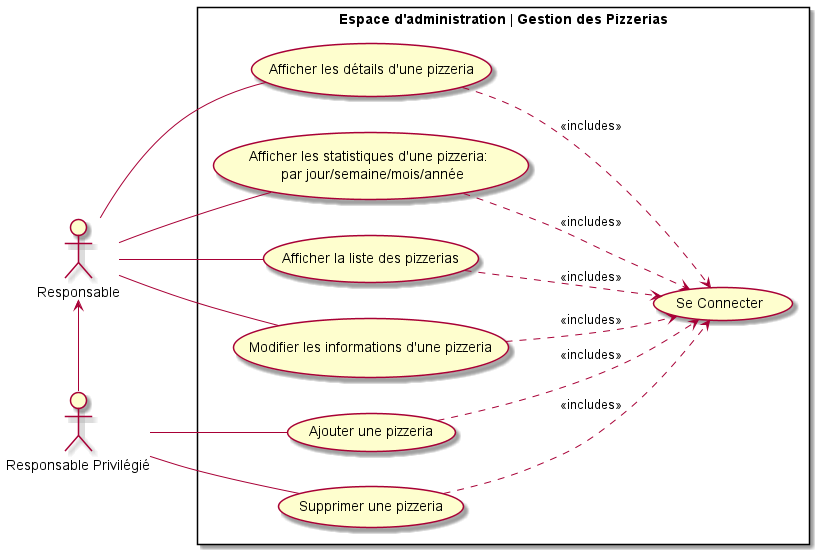 Espace d'administration | Gestion des Pizzerias
Afficher les détails d'une pizzeria
«includes»
Afficher les statistiques d'une pizzeria:
par jour/semaine/mois/année
«includes»
Afficher la liste des pizzerias
«includes»
Responsable
Se Connecter
«includes»
Modifier les informations d'une pizzeria
«includes»
«includes»
Ajouter une pizzeria
Responsable Privilégié
Supprimer une pizzeria